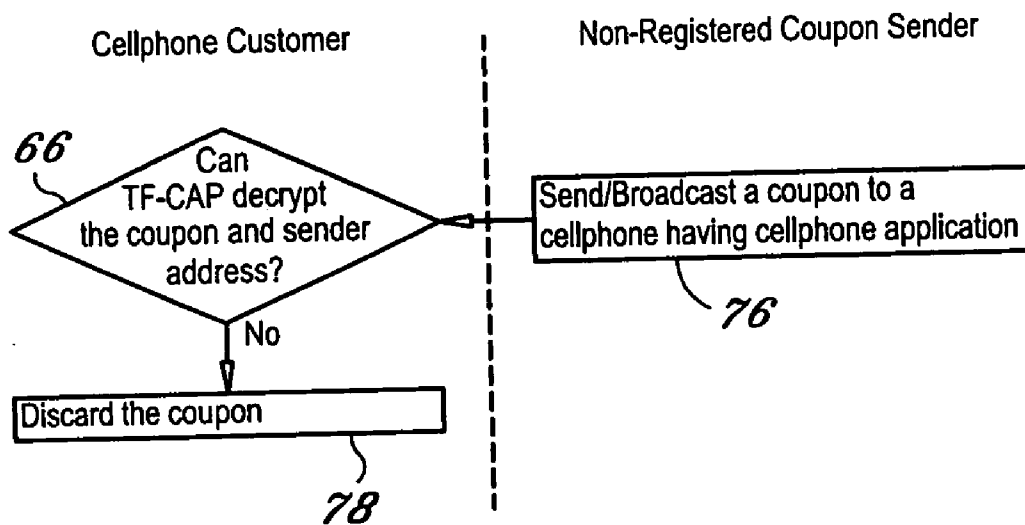 Cellphone Customer
Non-Registered Coupon Sender
66
Can
TF-CAP decrypt
the coupon and sender
address?
Send/Broadcast a coupon to a
cellphone having cellphone application
76
No
Discard the coupon
78